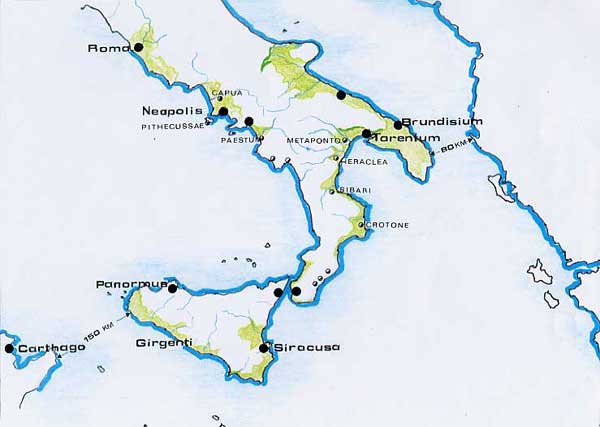 Roma
CAPUA
Neapolis
PITHECUSSAE
PAESTUM
METAPONTO
Brundisium
Tarentum
80 KM
HERACLEA
SIBARI
CROTONE
Panormus
150 KM
Carthago
Girgenti
Siracusa